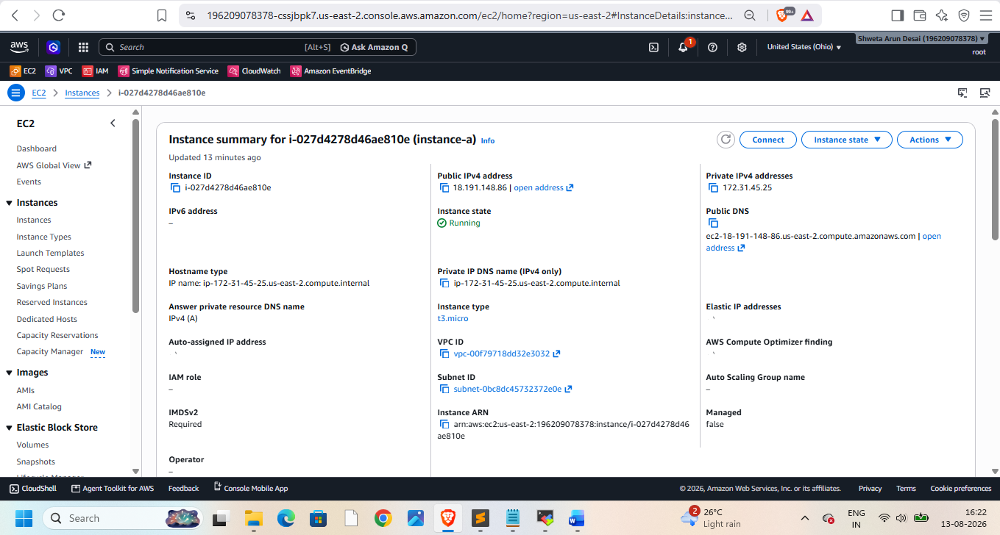 196209078378-cssjbpk7.us-east-2.console.aws.amazon.com/ec2/home?region=us-east-2#InstanceDetails:instance...
99+
aws
Search
[Alt+S]
Ask Amazon Q
1
United States (Ohio)
Shweta Arun Desai (196209078378)
root
EC2
VPC
IAM
Simple Notification Service
CloudWatch
Amazon EventBridge
EC2
Instances
i-027d4278d46ae810e
EC2
Dashboard
AWS Global View
Events
Instances
Instances
Instance Types
Launch Templates
Spot Requests
Savings Plans
Reserved Instances
Dedicated Hosts
Capacity Reservations
Capacity Manager New
Images
AMIs
AMI Catalog
Elastic Block Store
Volumes
Snapshots
Lifecycle Manager
Instance summary for i-027d4278d46ae810e (instance-a) Info
Updated 13 minutes ago
Connect
Instance state
Actions
Instance ID
i-027d4278d46ae810e
Public IPv4 address
18.191.148.86 | open address
Private IPv4 addresses
172.31.45.25
IPv6 address
–
Instance state
Running
Public DNS
ec2-18-191-148-86.us-east-2.compute.amazonaws.com | open
address
Hostname type
IP name: ip-172-31-45-25.us-east-2.compute.internal
Private IP DNS name (IPv4 only)
ip-172-31-45-25.us-east-2.compute.internal
Answer private resource DNS name
IPv4 (A)
Instance type
t3.micro
Elastic IP addresses
Auto-assigned IP address
VPC ID
vpc-00f79718dd32e3032
AWS Compute Optimizer finding
IAM role
–
Subnet ID
subnet-0bc8dc45732372e0e
Auto Scaling Group name
–
IMDSv2
Required
Instance ARN
arn:aws:ec2:us-east-2:196209078378:instance/i-027d4278d46
ae810e
Managed
false
Operator
–
CloudShell
Agent Toolkit for AWS
Feedback
Console Mobile App
© 2026, Amazon Web Services, Inc. or its affiliates.
Privacy
Terms
Cookie preferences
Search
2
26°C
Light rain
ENG
IN
16:22
13-08-2026